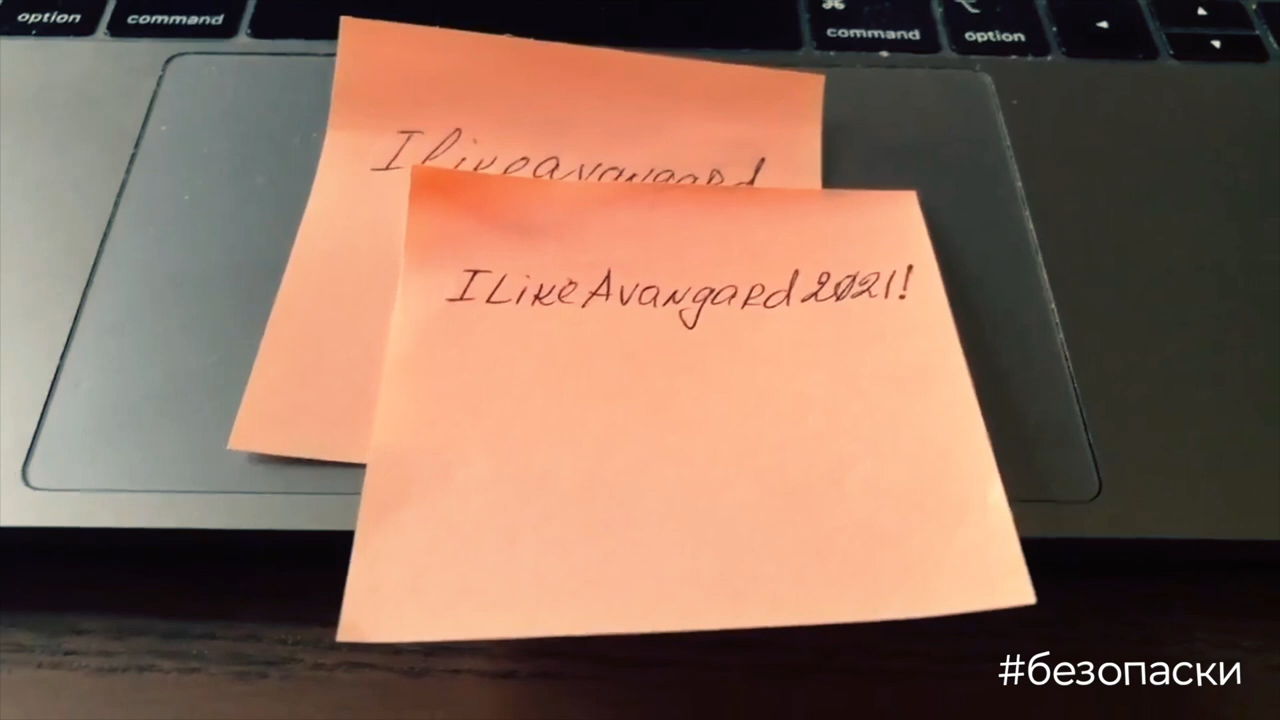 option
command
⌘
command
⌥
option
◄
▲
▼
Ilikeavangard
ILikeAvangard2021!
#безопаски